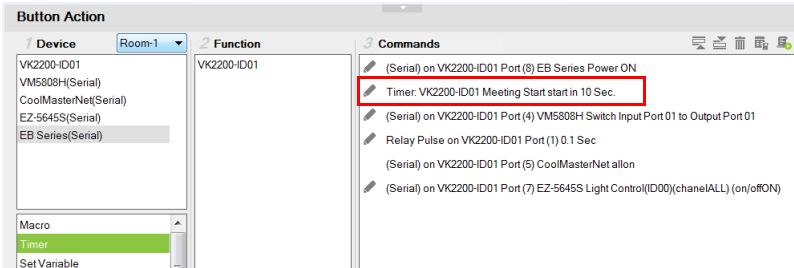 Button Action
1 Device
Room-1
2 Function
3 Commands
VK2200-ID01
VM5808H(Serial)
CoolMasterNet(Serial)
EZ-5645S(Serial)
EB Series(Serial)
VK2200-ID01
(Serial) on VK2200-ID01 Port (8) EB Series Power ON
Timer: VK2200-ID01 Meeting Start start in 10 Sec.
(Serial) on VK2200-ID01 Port (4) VM5808H Switch Input Port 01 to Output Port 01
Relay Pulse on VK2200-ID01 Port (1) 0.1 Sec
(Serial) on VK2200-ID01 Port (5) CoolMasterNet allon
(Serial) on VK2200-ID01 Port (7) EZ-5645S Light Control(ID00)(chanelALL) (on/offON)
Macro
Timer
Set Variable